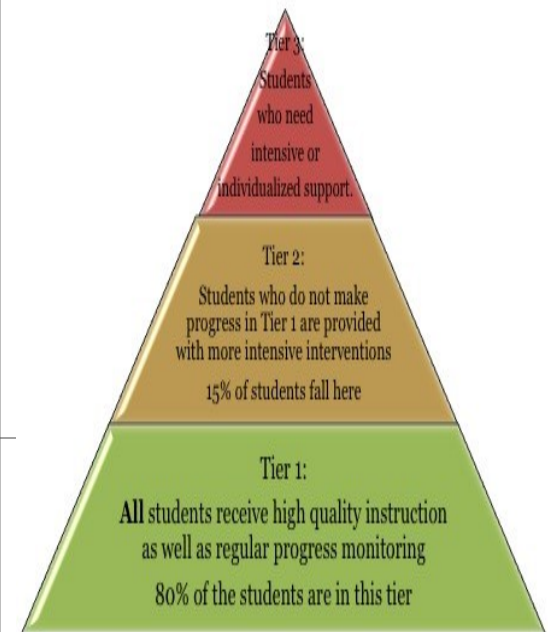 Tier 3:
Students
who need
intensive or
individualized support.
Tier 2:
Students who do not make
progress in Tier 1 are provided
with more intensive interventions
15% of students fall here
Tier 1:
All students receive high quality instruction
as well as regular progress monitoring
80% of the students are in this tier